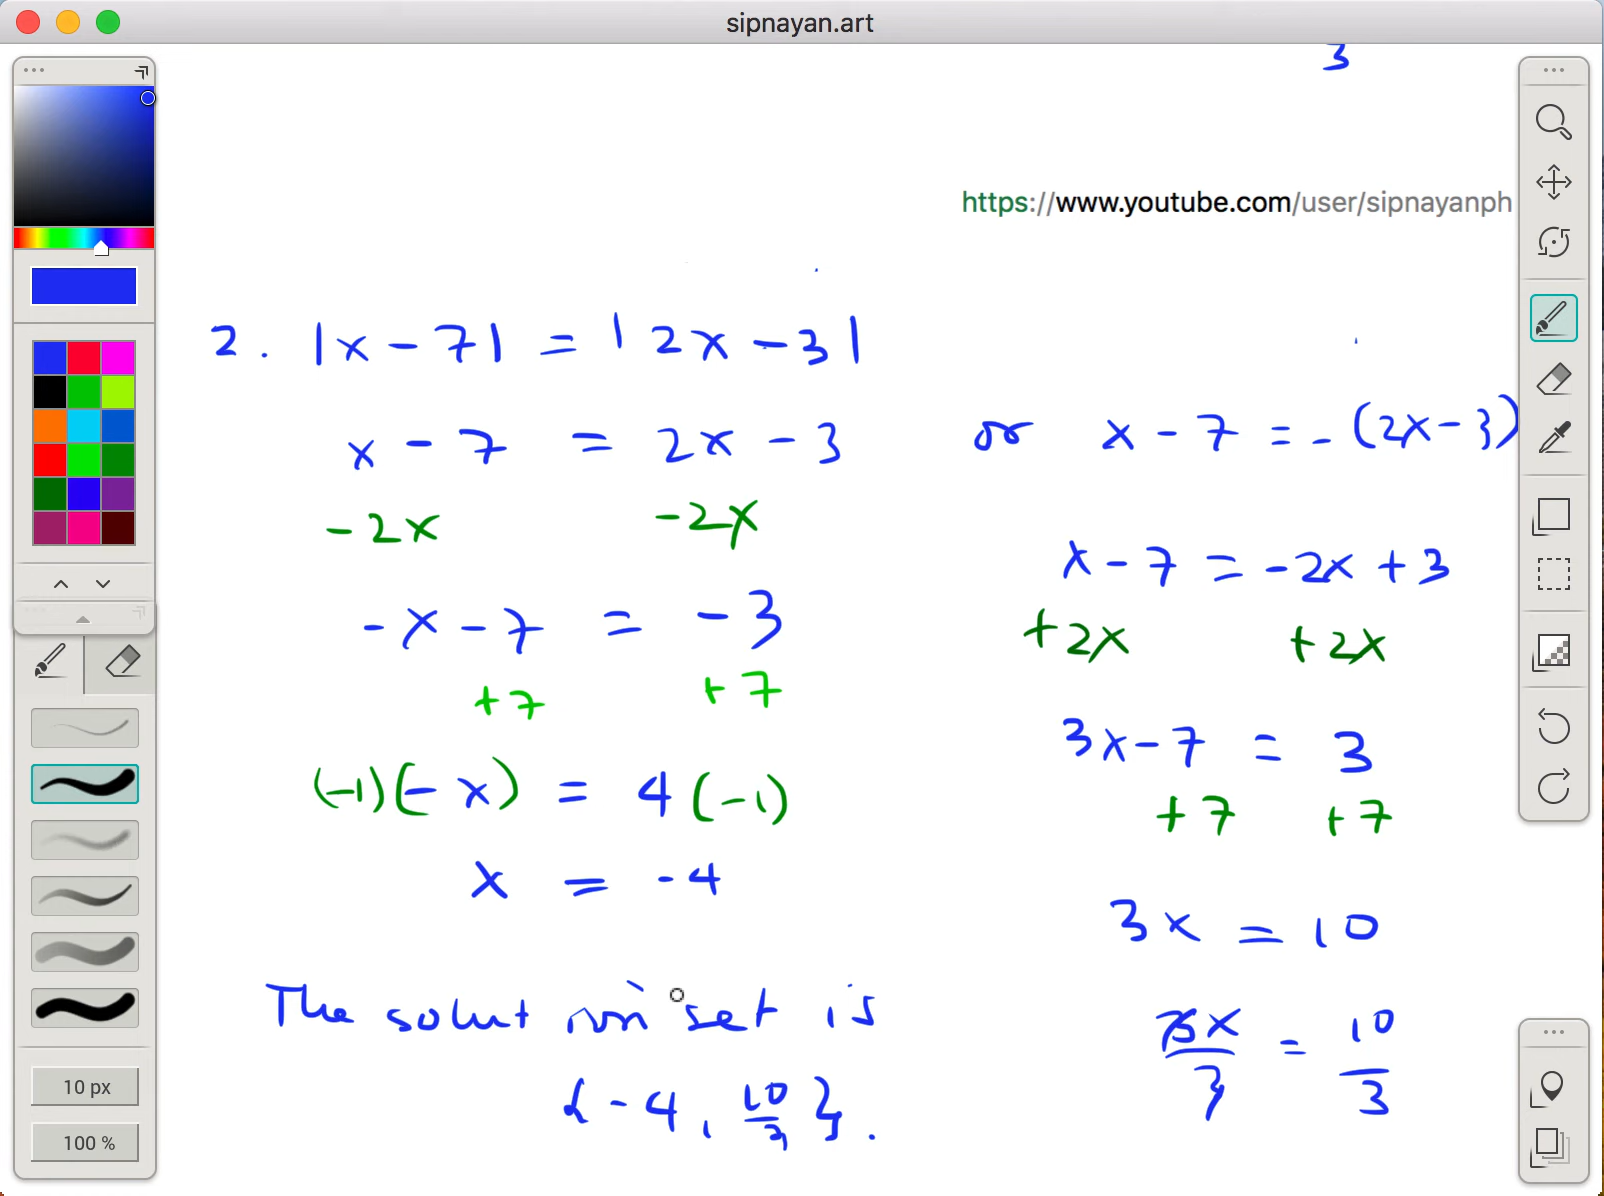 sipnayan.art
3
https://www.youtube.com/user/sipnayanph
2. |x - 7| = |2x - 3|
x - 7 = 2x - 3 or x - 7 = -(2x - 3)
-2x -2x
x - 7 = -2x + 3
-x - 7 = -3
+2x +2x
+7 +7
3x - 7 = 3
(-1)(-x) = 4(-1)
+7 +7
x = -4
3x = 10
The solution set is
3x/3 = 10/3
{-4, 10/3}.
10 px
100 %